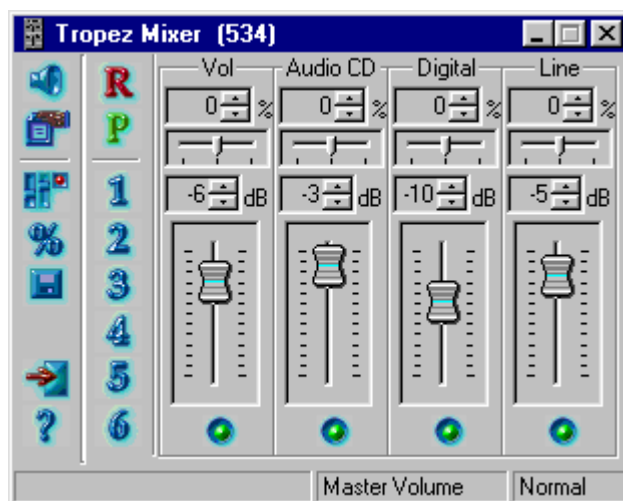 Tropez Mixer (534)
Vol Audio CD Digital Line
0 % 0 % 0 % 0 %
-6 dB -3 dB -10 dB -5 dB
R
P
1
%
2
3
4
5
?
6
Master Volume Normal